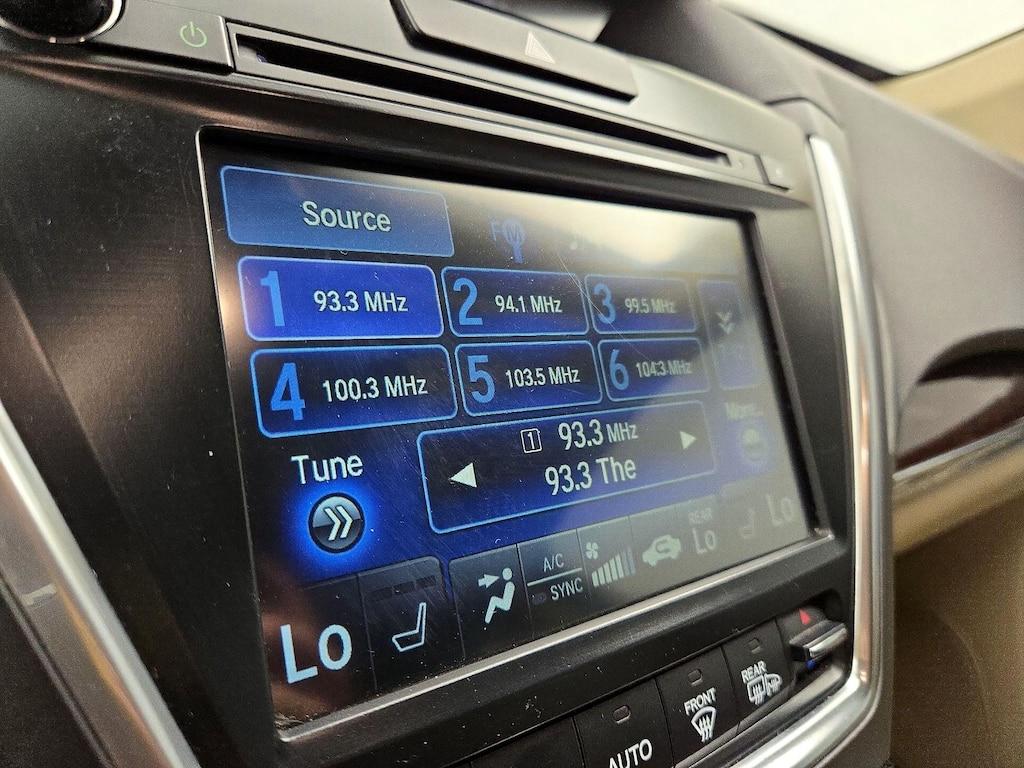 Source
FM
1 93.3 MHz
2 94.1 MHz
3 99.5 MHz
4 100.3 MHz
5 103.5 MHz
6 104.3 MHz
More...
Tune
1 93.3 MHz
93.3 The
Lo
A/C
SYNC
REAR
Lo
Lo
AUTO
FRONT
REAR